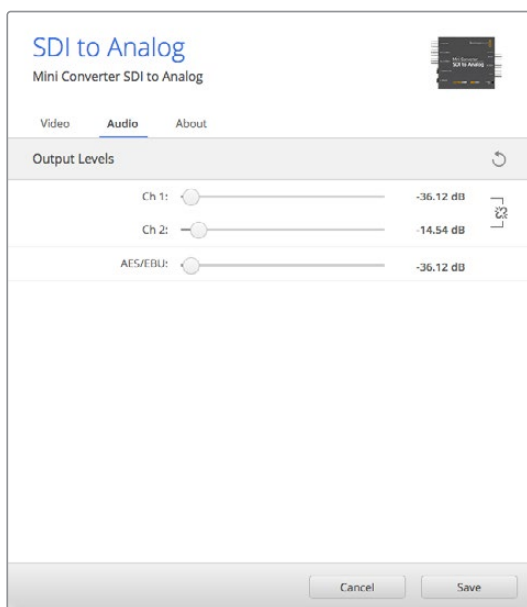 SDI to Analog
Mini Converter SDI to Analog
Video Audio About
Output Levels
Ch 1: -36.12 dB
Ch 2: -14.54 dB
AES/EBU: -36.12 dB
Cancel Save